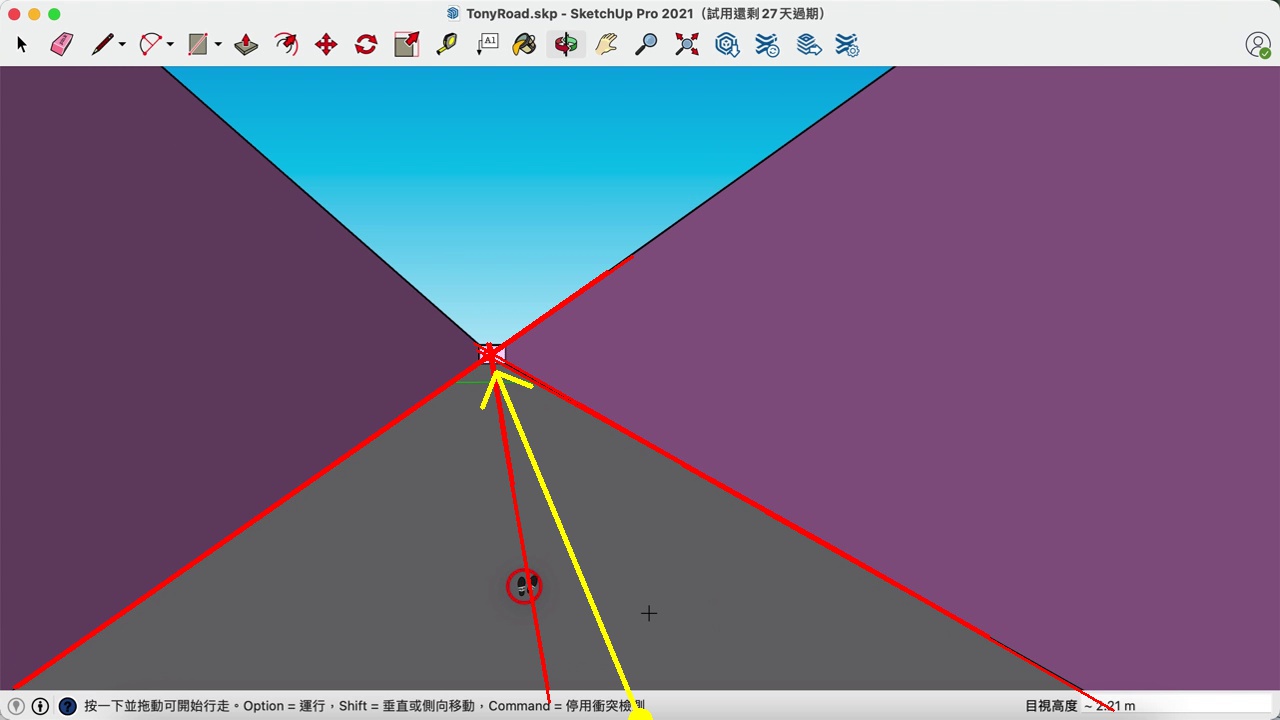 TonyRoad.skp - SketchUp Pro 2021（試用還剩 27 天過期）
A1
按一下並拖動可開始行走。Option = 運行，Shift = 垂直或側向移動，Command = 停用衝突檢測
目視高度 ~ 2.21 m